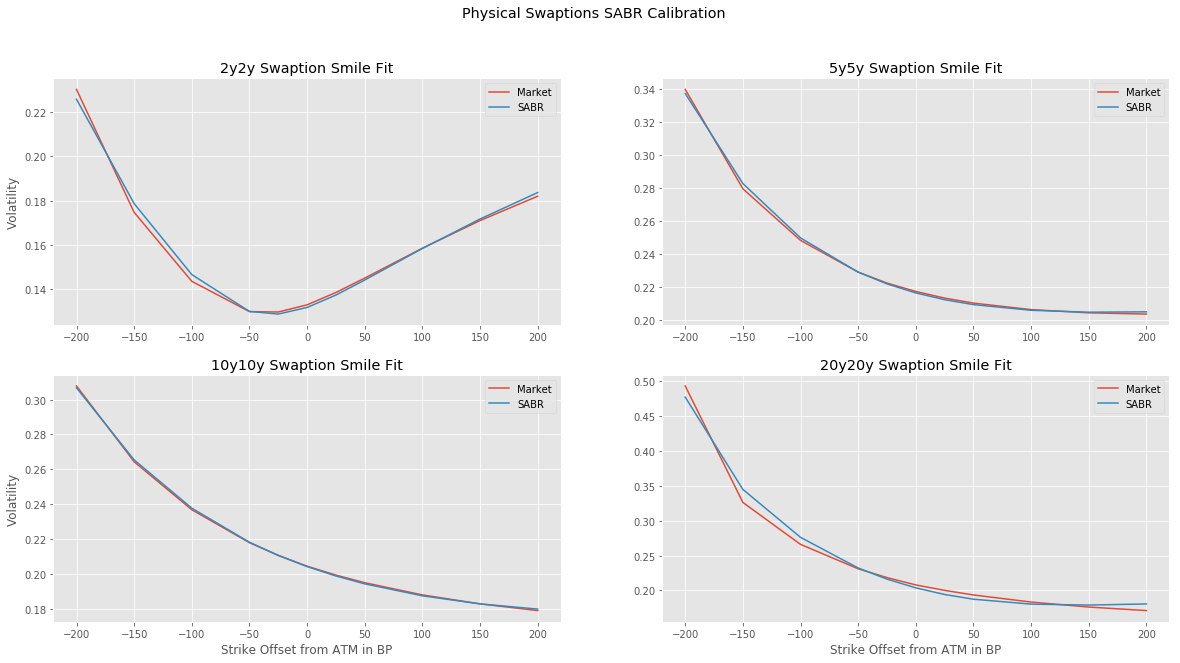 Physical Swaptions SABR Calibration
2y2y Swaption Smile Fit
Volatility
0.22
0.20
0.18
0.16
0.14
Market
SABR
−200 −150 −100 −50 0 50 100 150 200
5y5y Swaption Smile Fit
0.34
0.32
0.30
0.28
0.26
0.24
0.22
0.20
Market
SABR
−200 −150 −100 −50 0 50 100 150 200
10y10y Swaption Smile Fit
Volatility
0.30
0.28
0.26
0.24
0.22
0.20
0.18
Market
SABR
−200 −150 −100 −50 0 50 100 150 200
Strike Offset from ATM in BP
20y20y Swaption Smile Fit
0.50
0.45
0.40
0.35
0.30
0.25
0.20
Market
SABR
−200 −150 −100 −50 0 50 100 150 200
Strike Offset from ATM in BP